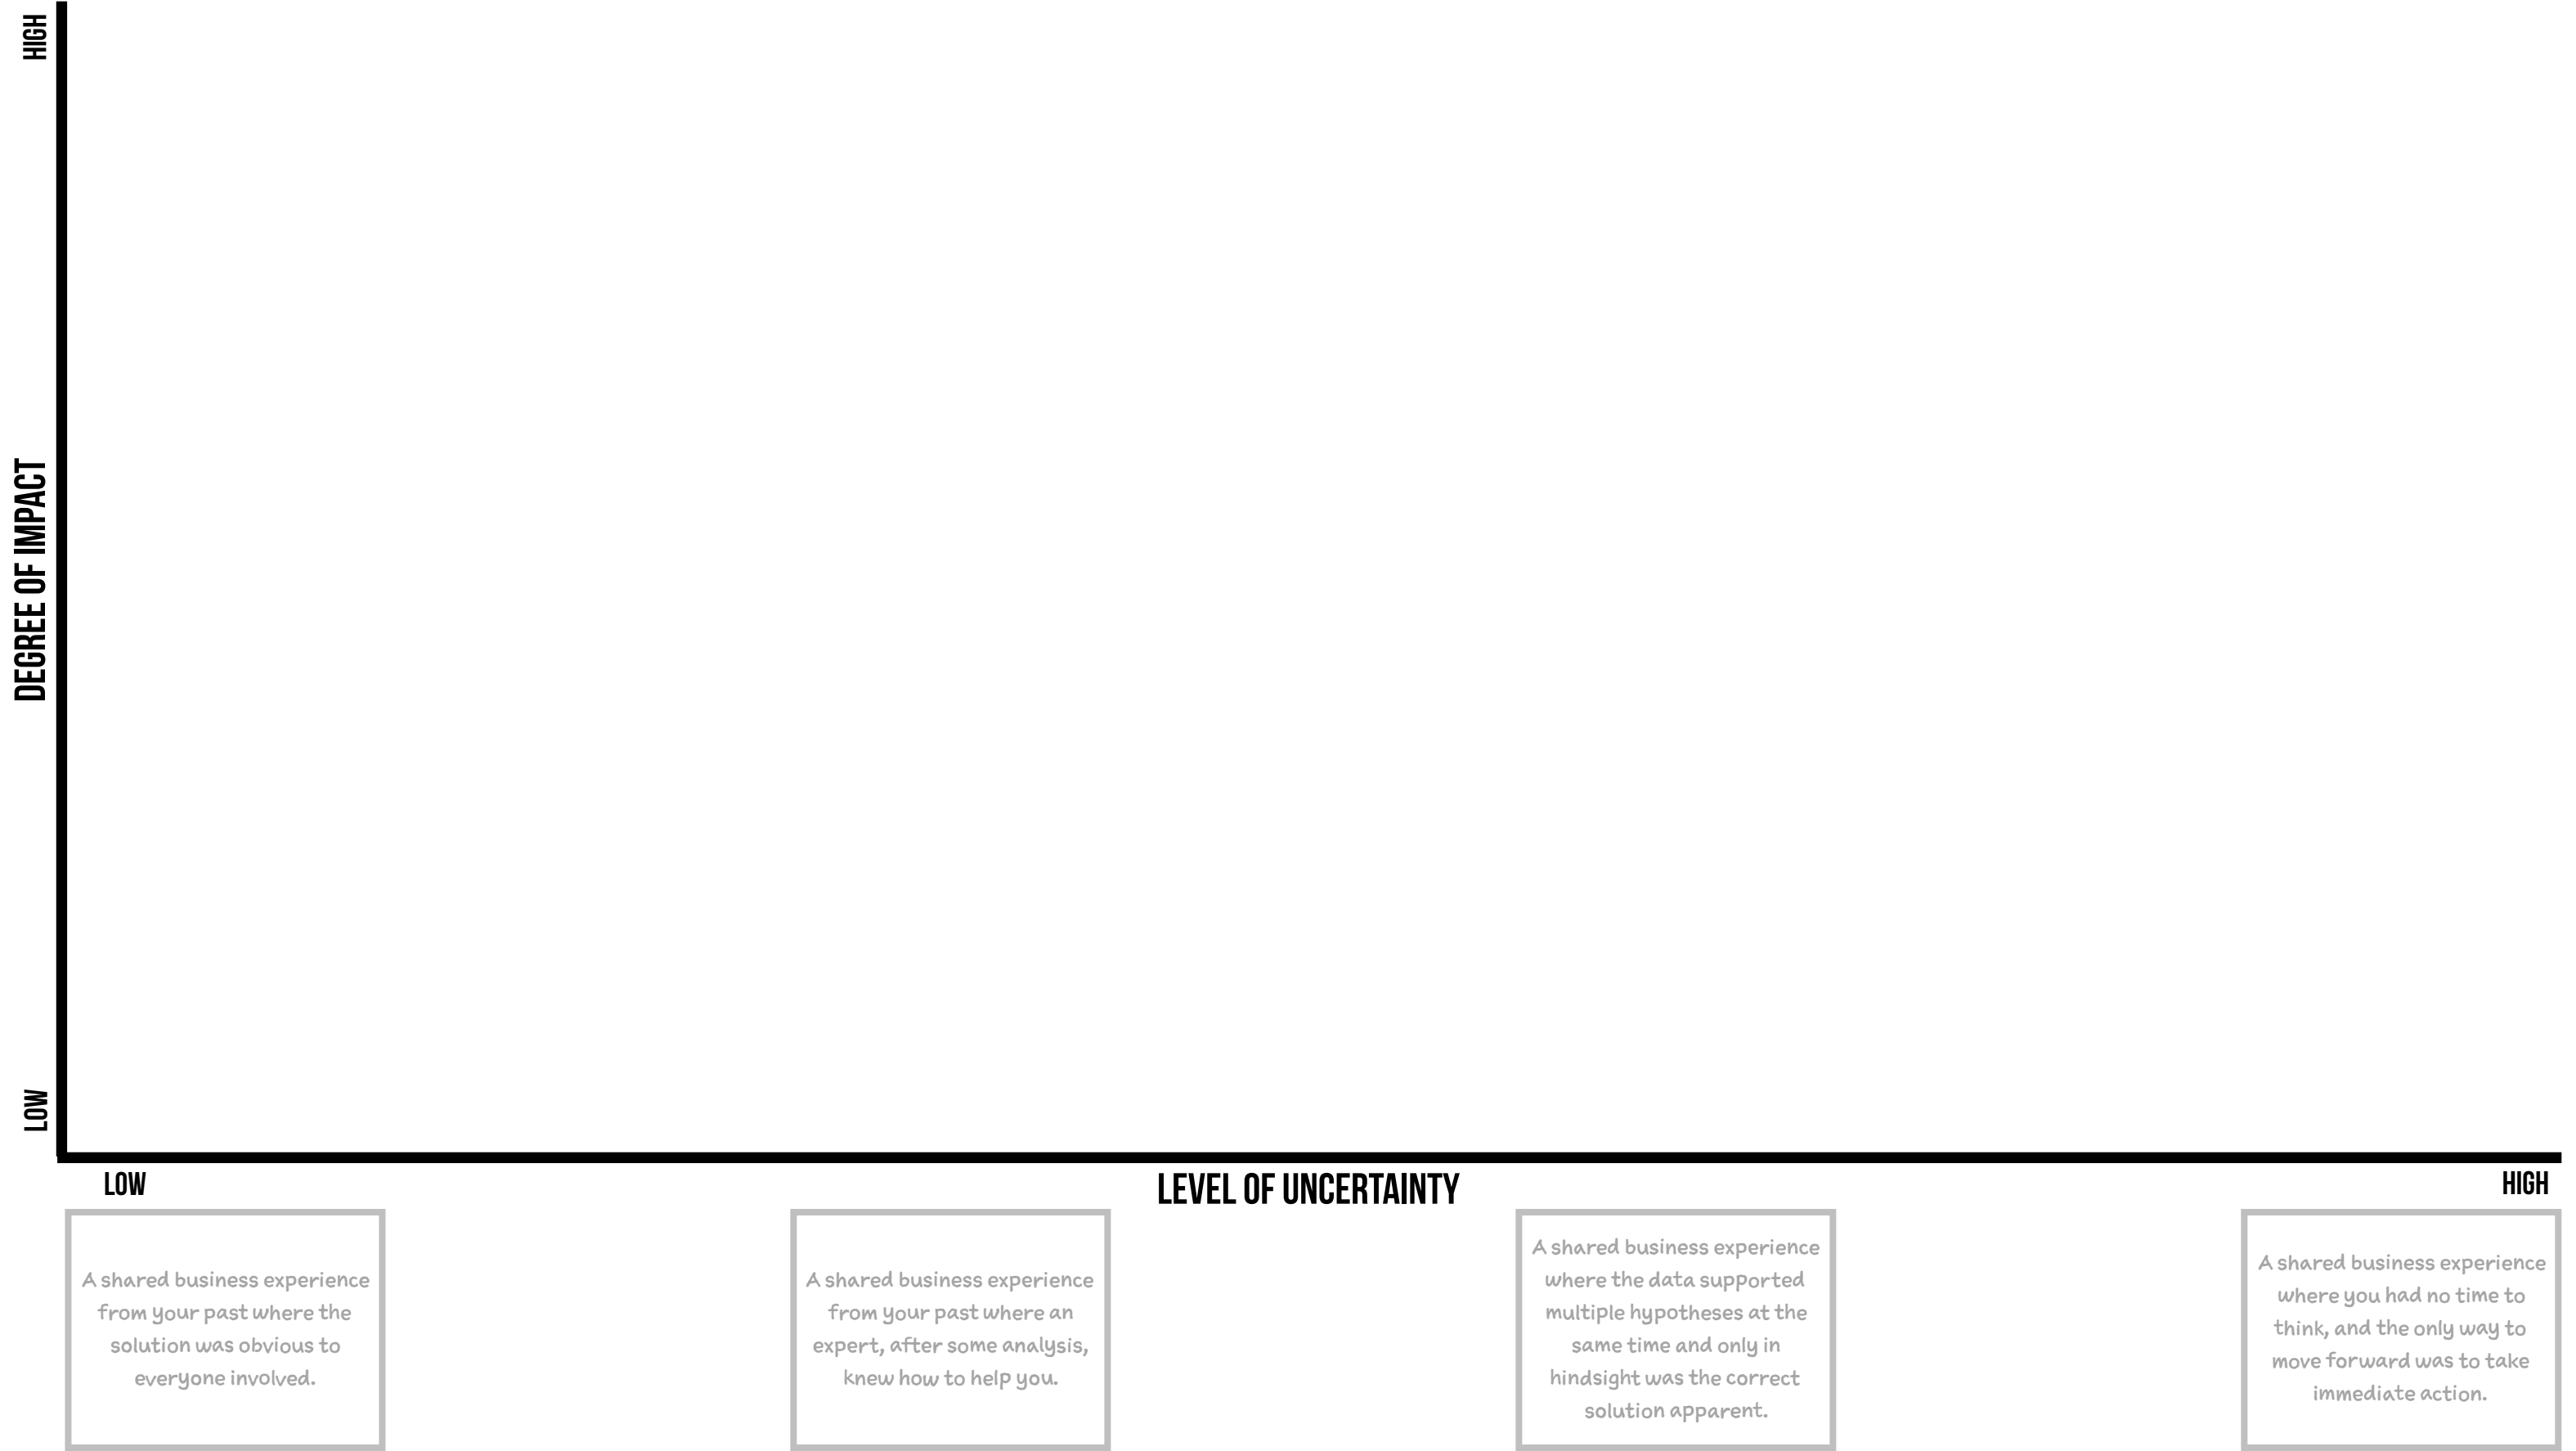 HIGH
DEGREE OF IMPACT
LOW
LOW
LEVEL OF UNCERTAINTY
HIGH
A shared business experience
from your past where the
solution was obvious to
everyone involved.
A shared business experience
from your past where an
expert, after some analysis,
knew how to help you.
A shared business experience
where the data supported
multiple hypotheses at the
same time and only in
hindsight was the correct
solution apparent.
A shared business experience
where you had no time to
think, and the only way to
move forward was to take
immediate action.